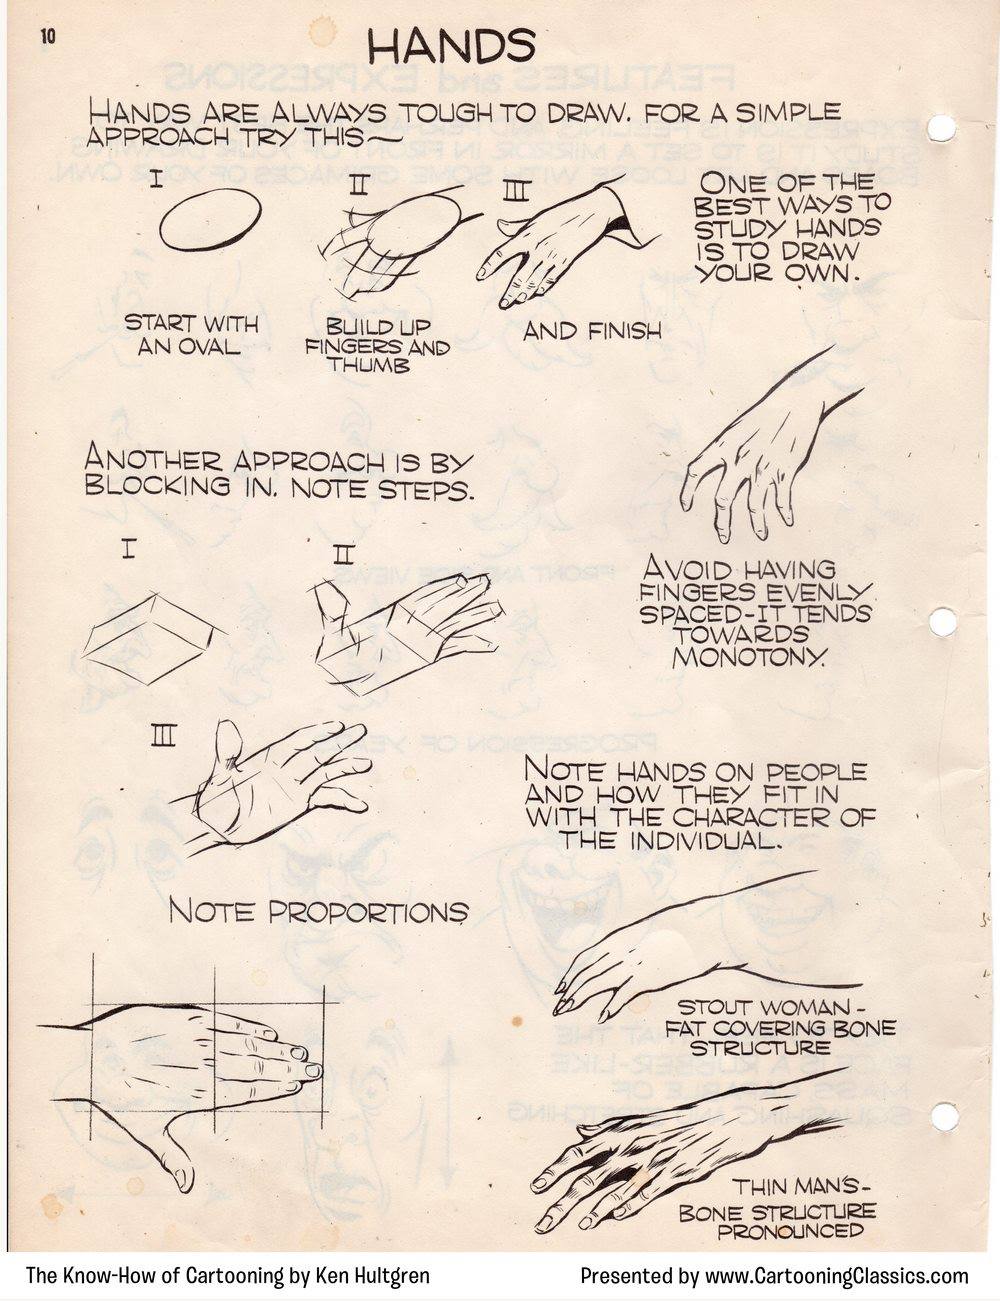 10
HANDS
HANDS ARE ALWAYS TOUGH TO DRAW. FOR A SIMPLE
APPROACH TRY THIS-—
I
II
III
START WITH
AN OVAL
BUILD UP
FINGERS AND
THUMB
AND FINISH
ONE OF THE
BEST WAYS TO
STUDY HANDS
IS TO DRAW
YOUR OWN.
ANOTHER APPROACH IS BY
BLOCKING IN. NOTE STEPS.
I
II
III
AVOID HAVING
FINGERS EVENLY
SPACED-IT TENDS
TOWARDS
MONOTONY.
NOTE HANDS ON PEOPLE
AND HOW THEY FIT IN
WITH THE CHARACTER OF
THE INDIVIDUAL.
NOTE PROPORTIONS
STOUT WOMAN-
FAT COVERING BONE
STRUCTURE
THIN MAN'S-
BONE STRUCTURE
PRONOUNCED
The Know-How of Cartooning by Ken Hultgren
Presented by www.CartooningClassics.com